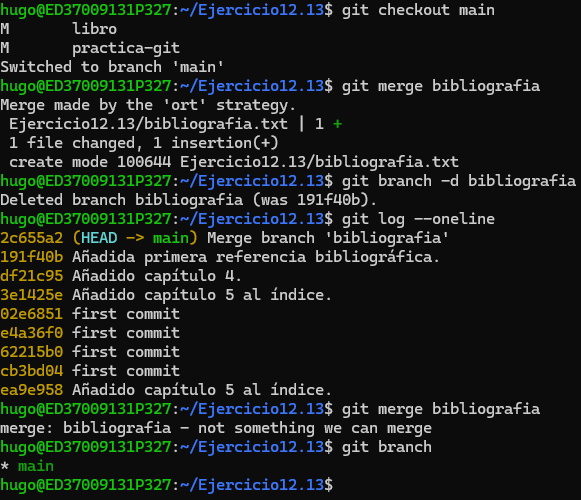 hugo@ED37009131P327:~/Ejercicio12.13$ git checkout main
M       libro
M       practica-git
Switched to branch 'main'
hugo@ED37009131P327:~/Ejercicio12.13$ git merge bibliografia
Merge made by the 'ort' strategy.
 Ejercicio12.13/bibliografia.txt | 1 +
 1 file changed, 1 insertion(+)
 create mode 100644 Ejercicio12.13/bibliografia.txt
hugo@ED37009131P327:~/Ejercicio12.13$ git branch -d bibliografia
Deleted branch bibliografia (was 191f40b).
hugo@ED37009131P327:~/Ejercicio12.13$ git log --oneline
2c655a2 (HEAD -> main) Merge branch 'bibliografia'
191f40b Añadida primera referencia bibliográfica.
df21c95 Añadido capítulo 4.
3e1425e Añadido capítulo 5 al índice.
02e6851 first commit
e4a36f0 first commit
62215b0 first commit
cb3bd04 first commit
ea9e958 Añadido capítulo 5 al índice.
hugo@ED37009131P327:~/Ejercicio12.13$ git merge bibliografia
merge: bibliografia - not something we can merge
hugo@ED37009131P327:~/Ejercicio12.13$ git branch
* main
hugo@ED37009131P327:~/Ejercicio12.13$